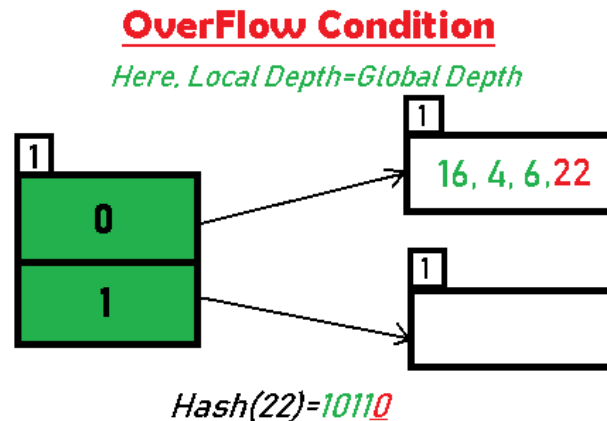 OverFlow Condition
Here, Local Depth=Global Depth
1
1
16, 4, 6, 22
0
1
1
Hash(22)=10110